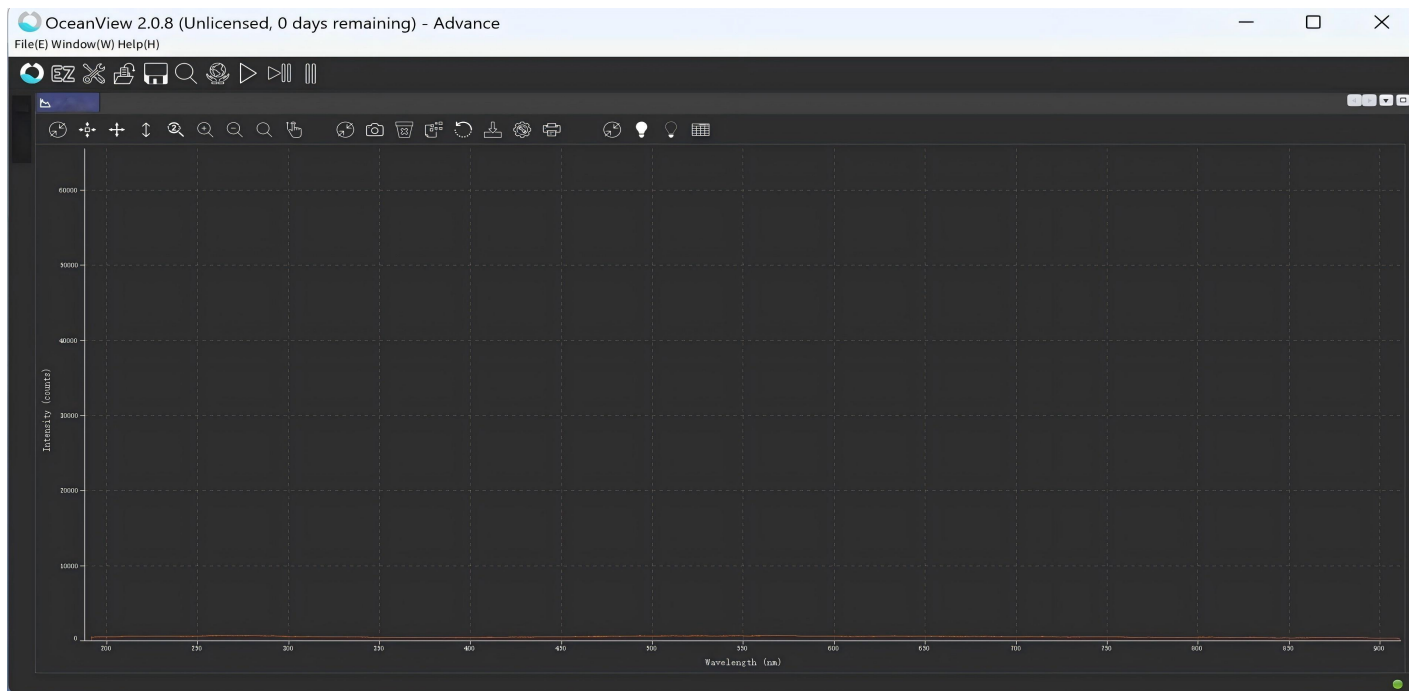 OceanView 2.0.8 (Unlicensed, 0 days remaining) - Advance
File(E) Window(W) Help(H)
EZ
60000
50000
40000
30000
20000
10000
0
Intensity (counts)
200 250 300 350 400 450 500 550 600 650 700 750 800 850 900
Wavelength (nm)